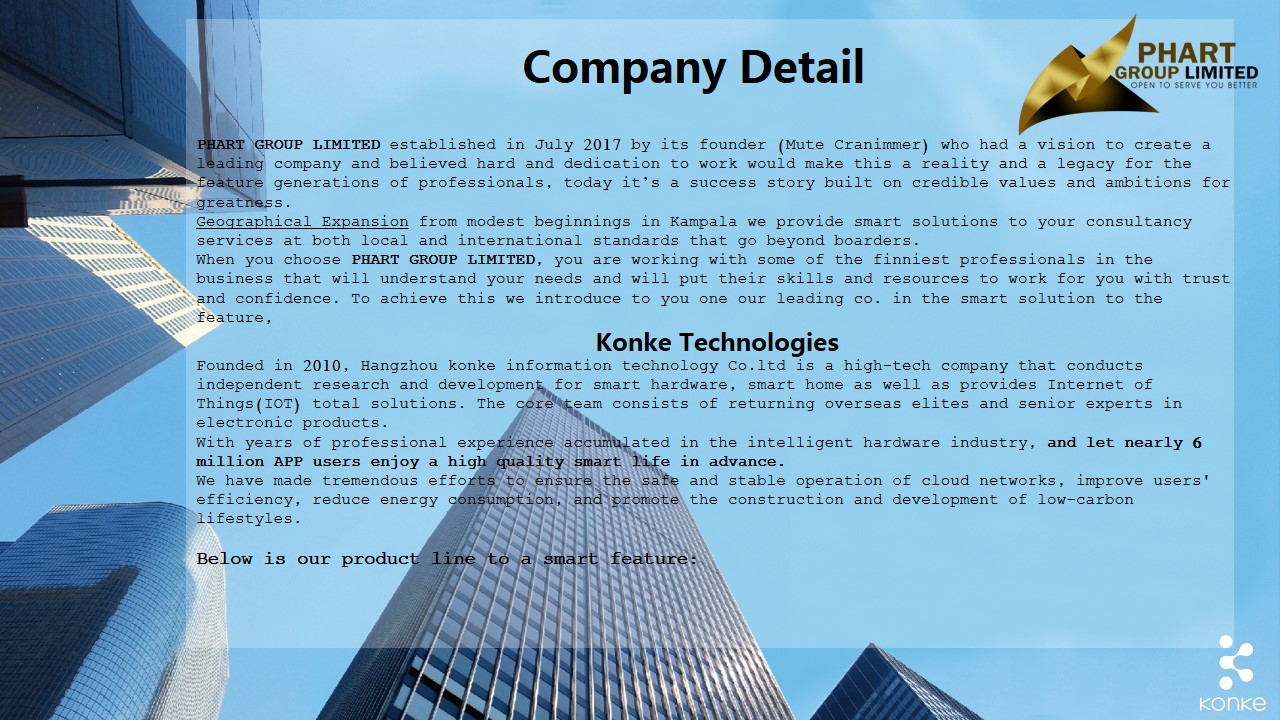 Company Detail
PHART
GROUP LIMITED
OPEN TO SERVE YOU BETTER
PHART GROUP LIMITED established in July 2017 by its founder (Mute Cranimmer) who had a vision to create a
leading company and believed hard and dedication to work would make this a reality and a legacy for the
feature generations of professionals, today it’s a success story built on credible values and ambitions for
greatness.
Geographical Expansion from modest beginnings in Kampala we provide smart solutions to your consultancy
services at both local and international standards that go beyond boarders.
When you choose PHART GROUP LIMITED, you are working with some of the finniest professionals in the
business that will understand your needs and will put their skills and resources to work for you with trust
and confidence. To achieve this we introduce to you one our leading co. in the smart solution to the
feature,
Konke Technologies
Founded in 2010, Hangzhou konke information technology Co.ltd is a high-tech company that conducts
independent research and development for smart hardware, smart home as well as provides Internet of
Things(IOT) total solutions. The core team consists of returning overseas elites and senior experts in
electronic products.
With years of professional experience accumulated in the intelligent hardware industry, and let nearly 6
million APP users enjoy a high quality smart life in advance.
We have made tremendous efforts to ensure the safe and stable operation of cloud networks, improve users'
efficiency, reduce energy consumption, and promote the construction and development of low-carbon
lifestyles.
Below is our product line to a smart feature:
KONKE